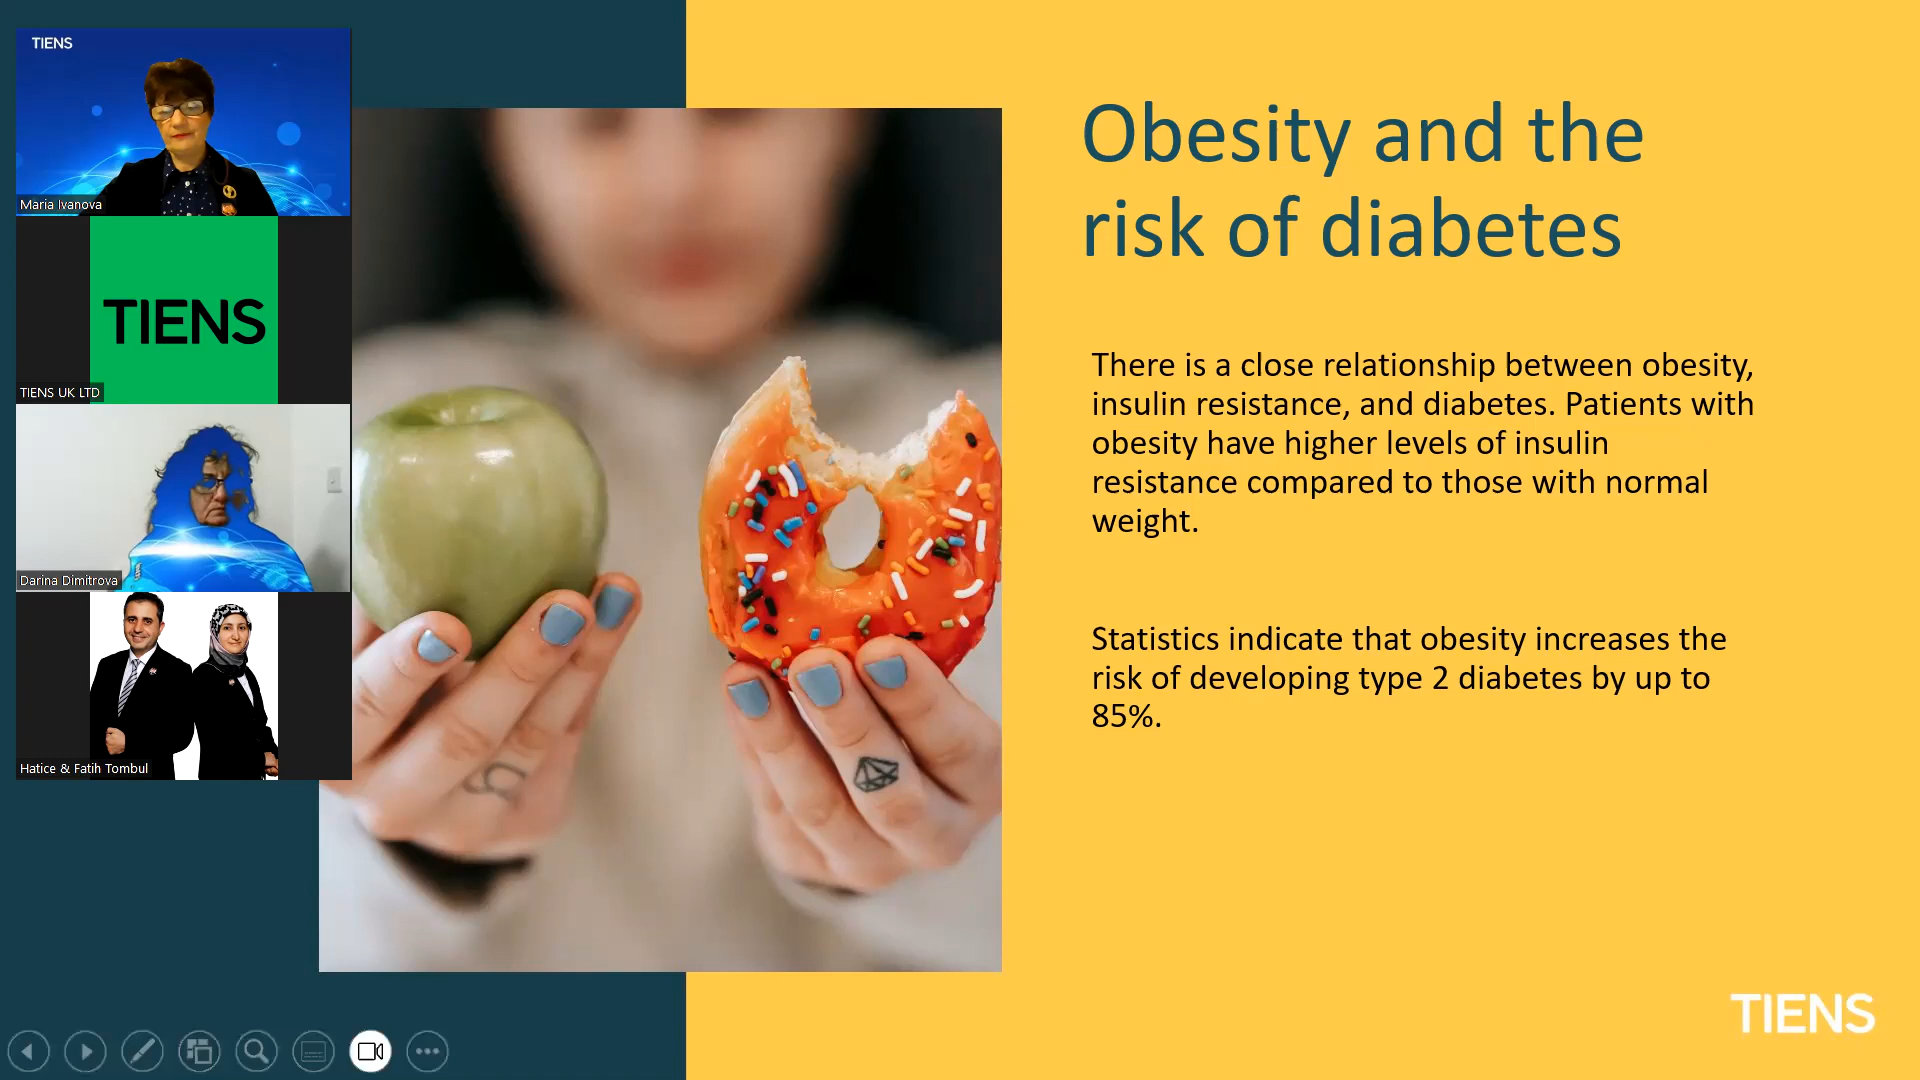 TIENS
Maria Ivanova
TIENS
TIENS UK LTD
Darina Dimitrova
Hatice & Fatih Tombul
Obesity and the
risk of diabetes
There is a close relationship between obesity,
insulin resistance, and diabetes. Patients with
obesity have higher levels of insulin
resistance compared to those with normal
weight.
Statistics indicate that obesity increases the
risk of developing type 2 diabetes by up to
85%.
TIENS